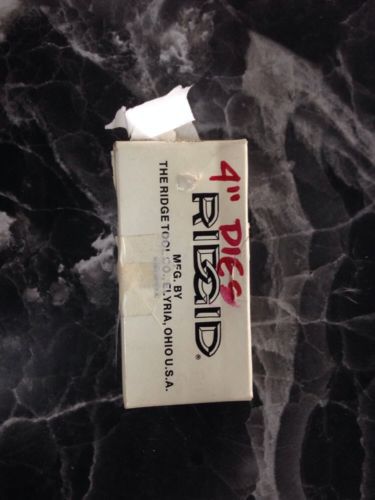 4" DIES
RIDGID®
MFG. BY
THE RIDGE TOOL CO., ELYRIA, OHIO U.S.A.